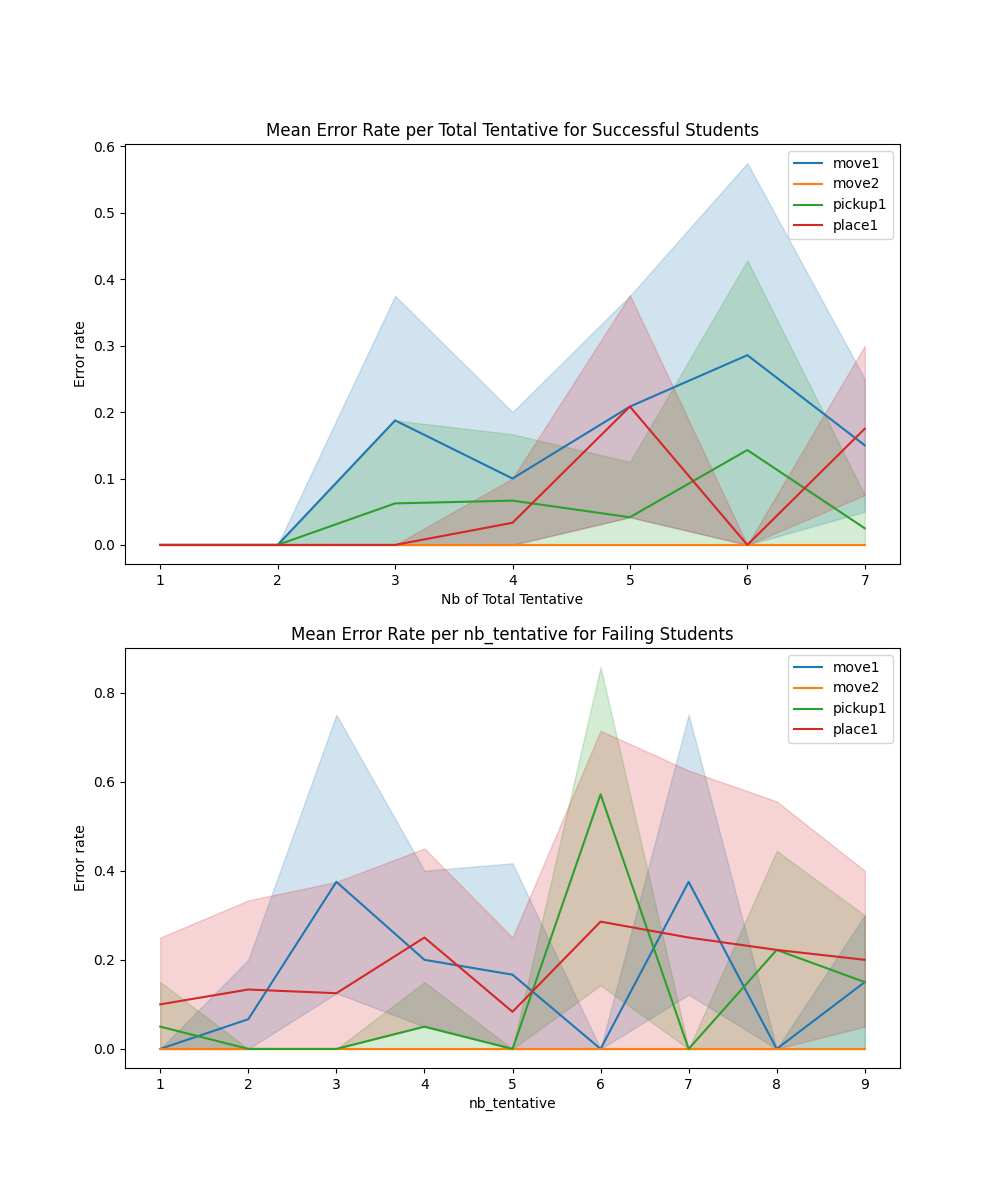 Mean Error Rate per Total Tentative for Successful Students
0.6
0.5
0.4
0.3
0.2
0.1
0.0
Error rate
move1
move2
pickup1
place1
1 2 3 4 5 6 7
Nb of Total Tentative
Mean Error Rate per nb_tentative for Failing Students
0.8
0.6
0.4
0.2
0.0
Error rate
move1
move2
pickup1
place1
1 2 3 4 5 6 7 8 9
nb_tentative